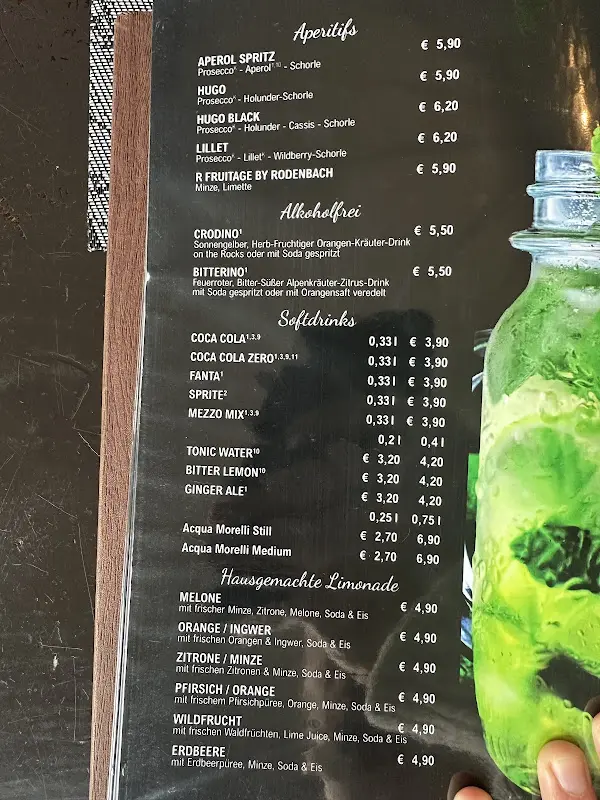 Aperitifs
APEROL SPRITZ € 5,90
Prosecco⁴ - Aperol¹·¹⁰ - Schorle
HUGO € 5,90
Prosecco⁴ - Holunder-Schorle
HUGO BLACK € 6,20
Prosecco⁴ - Holunder - Cassis - Schorle
LILLET € 6,20
Prosecco⁴ - Lillet⁴ - Wildberry-Schorle
R FRUITAGE BY RODENBACH € 5,90
Minze, Limette
Alkoholfrei
CRODINO¹ € 5,50
Sonnengelber, Herb-Fruchtiger Orangen-Kräuter-Drink
on the Rocks oder mit Soda gespritzt
BITTERINO¹ € 5,50
Feuerroter, Bitter-Süßer Alpenkräuter-Zitrus-Drink
mit Soda gespritzt oder mit Orangensaft veredelt
Softdrinks
COCA COLA¹·³·⁹ 0,33 l € 3,90
COCA COLA ZERO¹·³·⁹·¹¹ 0,33 l € 3,90
FANTA¹ 0,33 l € 3,90
SPRITE² 0,33 l € 3,90
MEZZO MIX¹·³·⁹ 0,33 l € 3,90
0,2 l 0,4 l
TONIC WATER¹⁰ € 3,20 4,20
BITTER LEMON¹⁰ € 3,20 4,20
GINGER ALE¹ € 3,20 4,20
0,25 l 0,75 l
Acqua Morelli Still € 2,70 6,90
Acqua Morelli Medium € 2,70 6,90
Hausgemachte Limonade
MELONE € 4,90
mit frischer Minze, Zitrone, Melone, Soda & Eis
ORANGE / INGWER € 4,90
mit frischen Orangen & Ingwer, Soda & Eis
ZITRONE / MINZE € 4,90
mit frischen Zitronen & Minze, Soda & Eis
PFIRSICH / ORANGE € 4,90
mit frischem Pfirsichpüree, Orange, Minze, Soda & Eis
WILDFRUCHT € 4,90
mit frischen Waldfrüchten, Lime Juice, Minze, Soda & Eis
ERDBEERE € 4,90
mit Erdbeerpüree, Minze, Soda & Eis